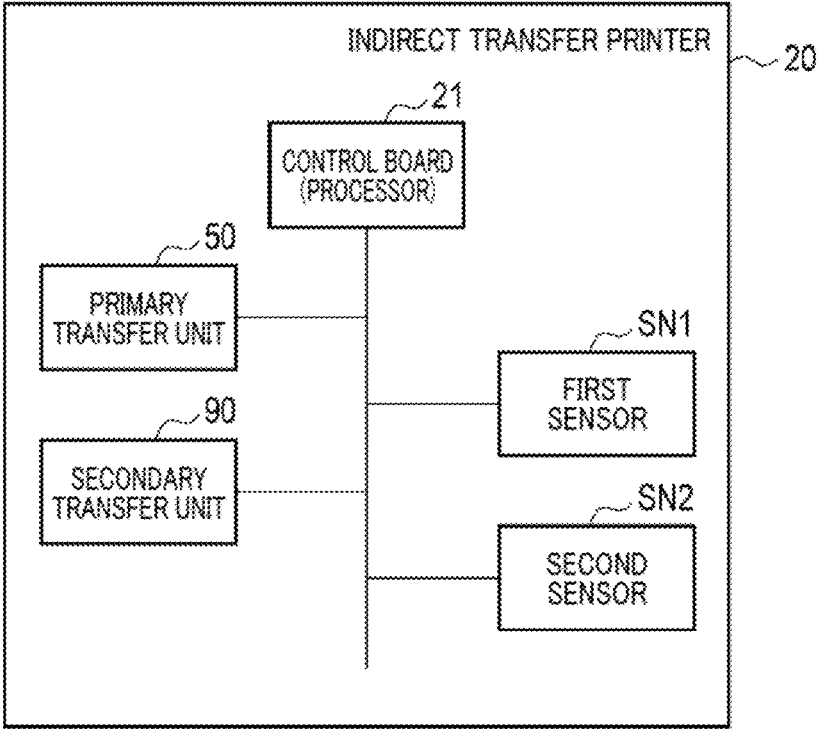 INDIRECT TRANSFER PRINTER
20
21
CONTROL BOARD
(PROCESSOR)
50
PRIMARY
TRANSFER UNIT
SN1
FIRST
SENSOR
90
SECONDARY
TRANSFER UNIT
SN2
SECOND
SENSOR